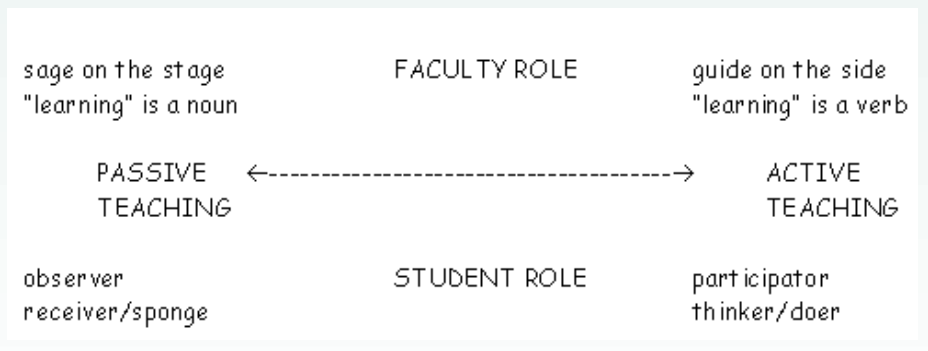 sage on the stage FACULTY ROLE guide on the side
"learning" is a noun "learning" is a verb
PASSIVE ←-------------------------------------→ ACTIVE
TEACHING TEACHING
observer STUDENT ROLE participator
receiver/sponge thinker/doer